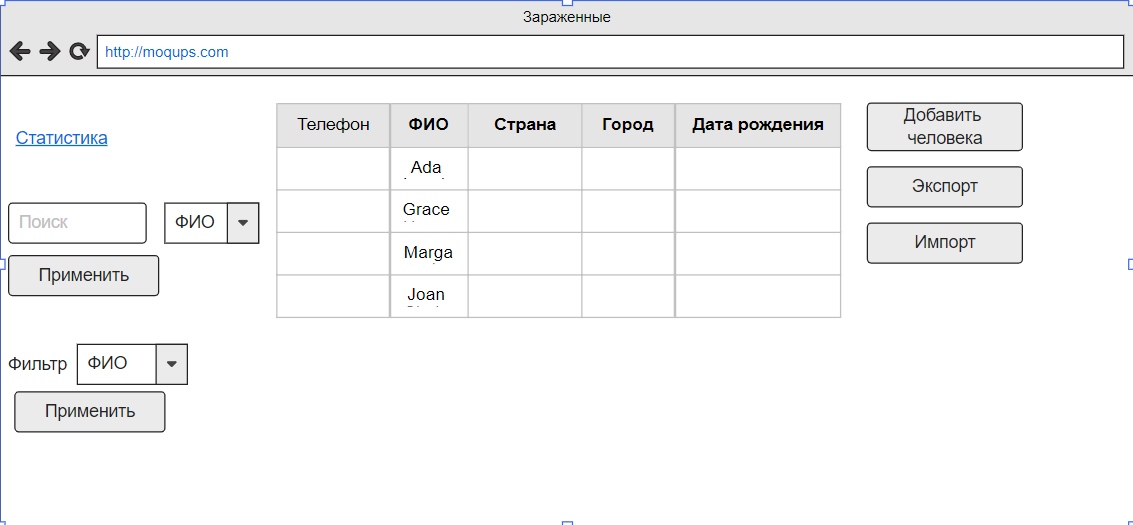 Зараженные
http://moqups.com
Статистика
Поиск
ФИО
Применить
Фильтр ФИО
Применить
Телефон ФИО Страна Город Дата рождения
Ada
Grace
Marga
Joan
Добавить
человека
Экспорт
Импорт